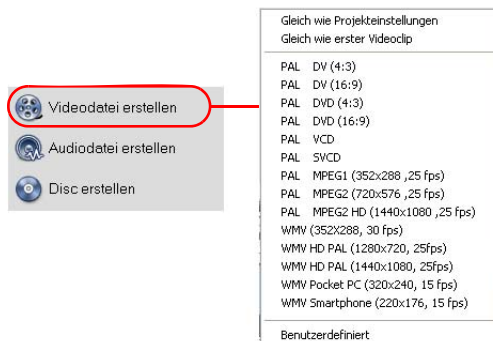 Videodatei erstellen
Audiodatei erstellen
Disc erstellen
Gleich wie Projekteinstellungen
Gleich wie erster Videoclip
PAL DV (4:3)
PAL DV (16:9)
PAL DVD (4:3)
PAL DVD (16:9)
PAL VCD
PAL SVCD
PAL MPEG1 (352x288 ,25 fps)
PAL MPEG2 (720x576 ,25 fps)
PAL MPEG2 HD (1440x1080 ,25 fps)
WMV (352X288, 30 fps)
WMV HD PAL (1280x720, 25fps)
WMV HD PAL (1440x1080, 25fps)
WMV Pocket PC (320x240, 15 fps)
WMV Smartphone (220x176, 15 fps)
Benutzerdefiniert